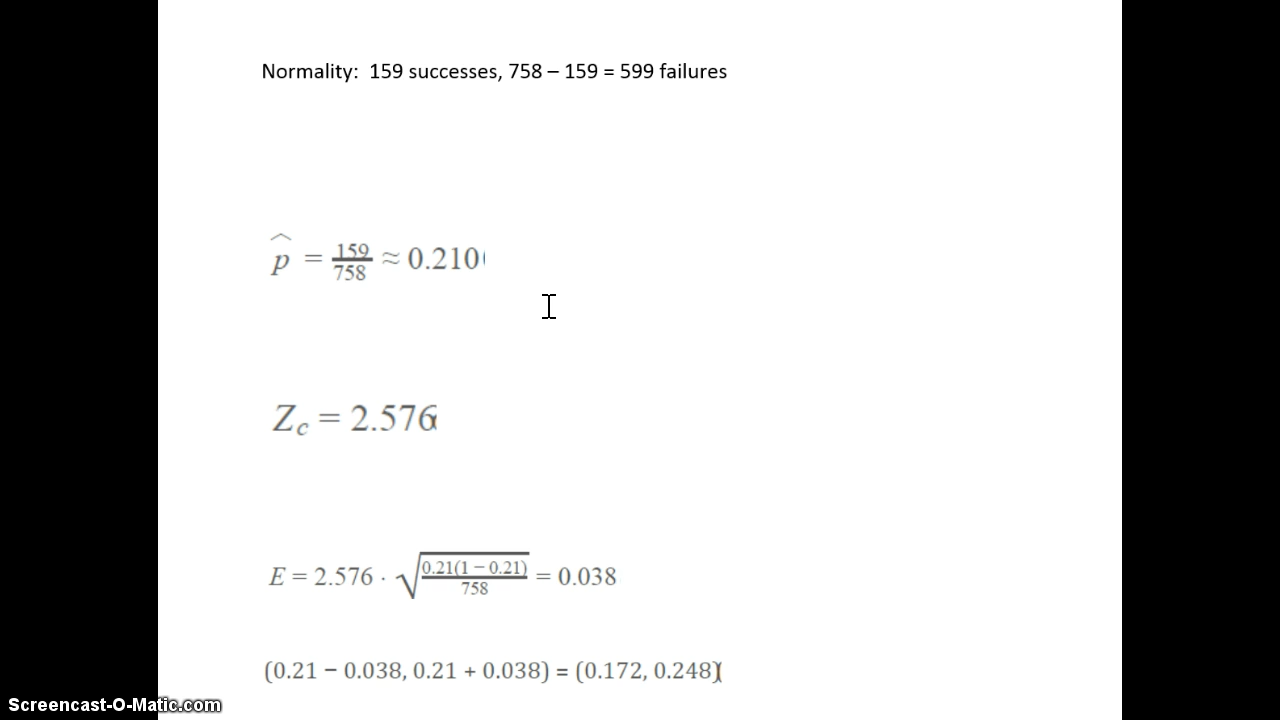 Normality: 159 successes, 758 – 159 = 599 failures
p̂ = 159/758 ≈ 0.210
Z_c = 2.576
E = 2.576 · √(0.21(1 − 0.21)/758) = 0.038
(0.21 − 0.038, 0.21 + 0.038) = (0.172, 0.248)
Screencast-O-Matic.com